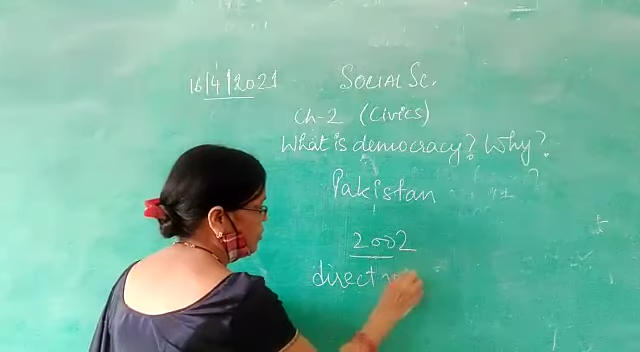 16|4|2021
SOCIAL Sc.
Ch-2 (Civics)
What is democracy? Why?
Pakistan ?
2002
direct